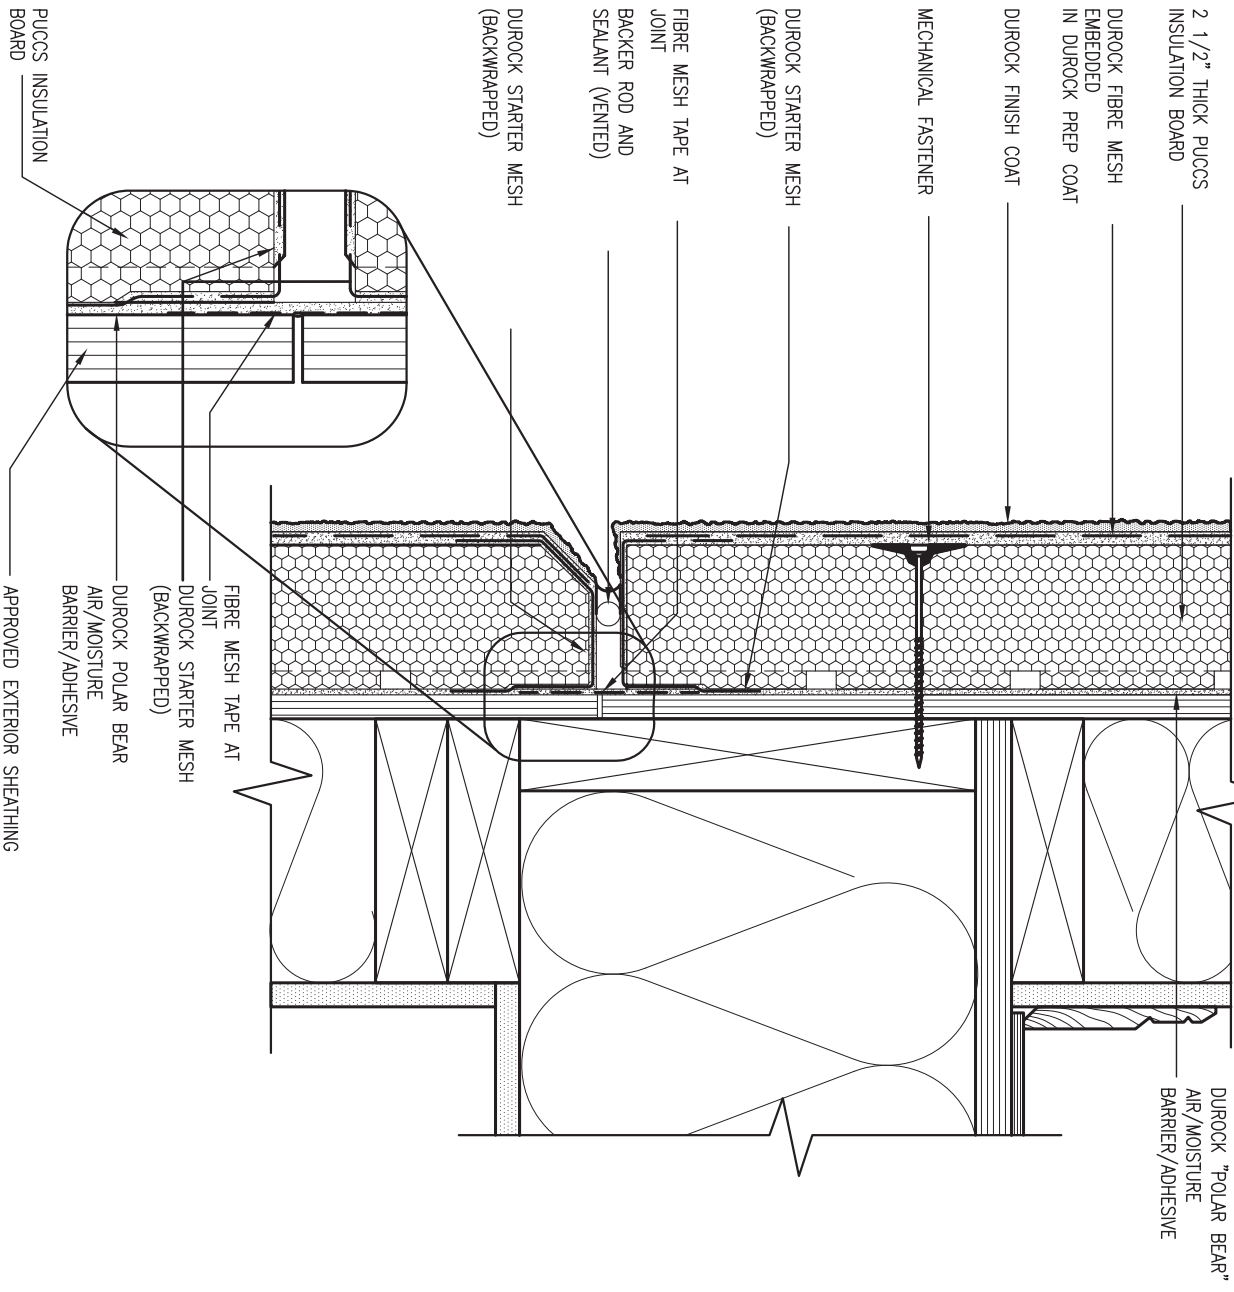 2 1/2" THICK PUCCS
INSULATION BOARD
DUROCK FIBRE MESH
EMBEDDED
IN DUROCK PREP COAT
DUROCK FINISH COAT
MECHANICAL FASTENER
DUROCK STARTER MESH
(BACKWRAPPED)
FIBRE MESH TAPE AT
JOINT
BACKER ROD AND
SEALANT (VENTED)
DUROCK STARTER MESH
(BACKWRAPPED)
PUCCS INSULATION
BOARD
DUROCK "POLAR BEAR"
AIR/MOISTURE
BARRIER/ADHESIVE
FIBRE MESH TAPE AT
JOINT
DUROCK STARTER MESH
(BACKWRAPPED)
DUROCK POLAR BEAR
AIR/MOISTURE
BARRIER/ADHESIVE
APPROVED EXTERIOR SHEATHING